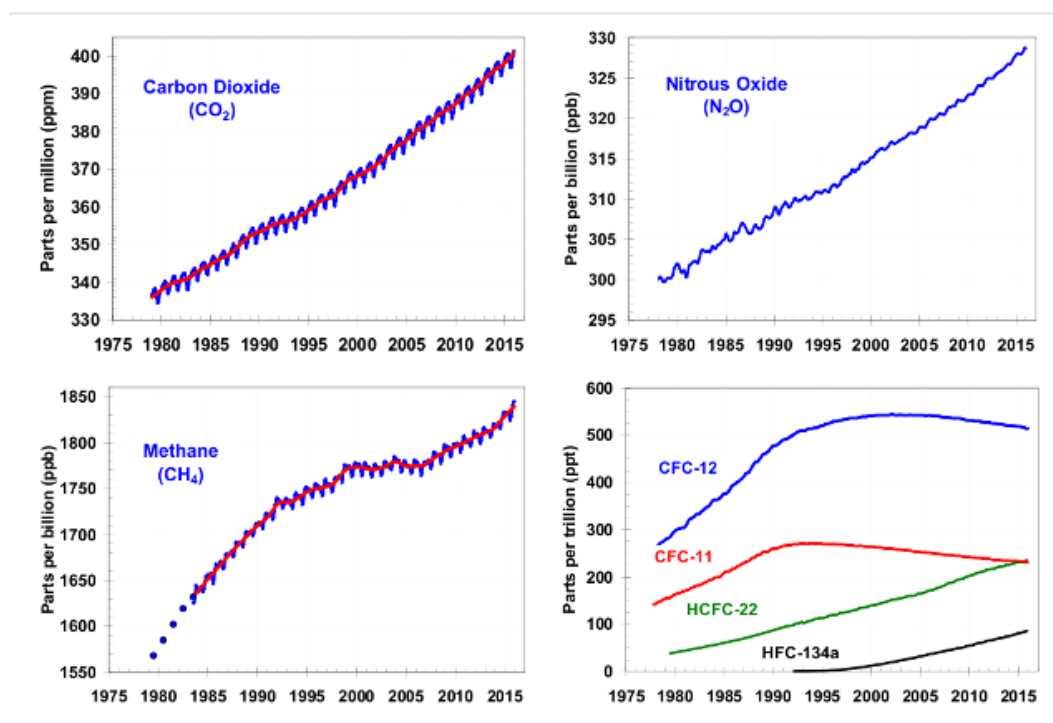 Parts per million (ppm)
400
390
380
370
360
350
340
330
Carbon Dioxide
(CO₂)
1975 1980 1985 1990 1995 2000 2005 2010 2015
Parts per billion (ppb)
330
325
320
315
310
305
300
295
Nitrous Oxide
(N₂O)
1975 1980 1985 1990 1995 2000 2005 2010 2015
Parts per billion (ppb)
1850
1800
1750
1700
1650
1600
1550
Methane
(CH₄)
1975 1980 1985 1990 1995 2000 2005 2010 2015
Parts per trillion (ppt)
600
500
400
300
200
100
0
CFC-12
CFC-11
HCFC-22
HFC-134a
1975 1980 1985 1990 1995 2000 2005 2010 2015